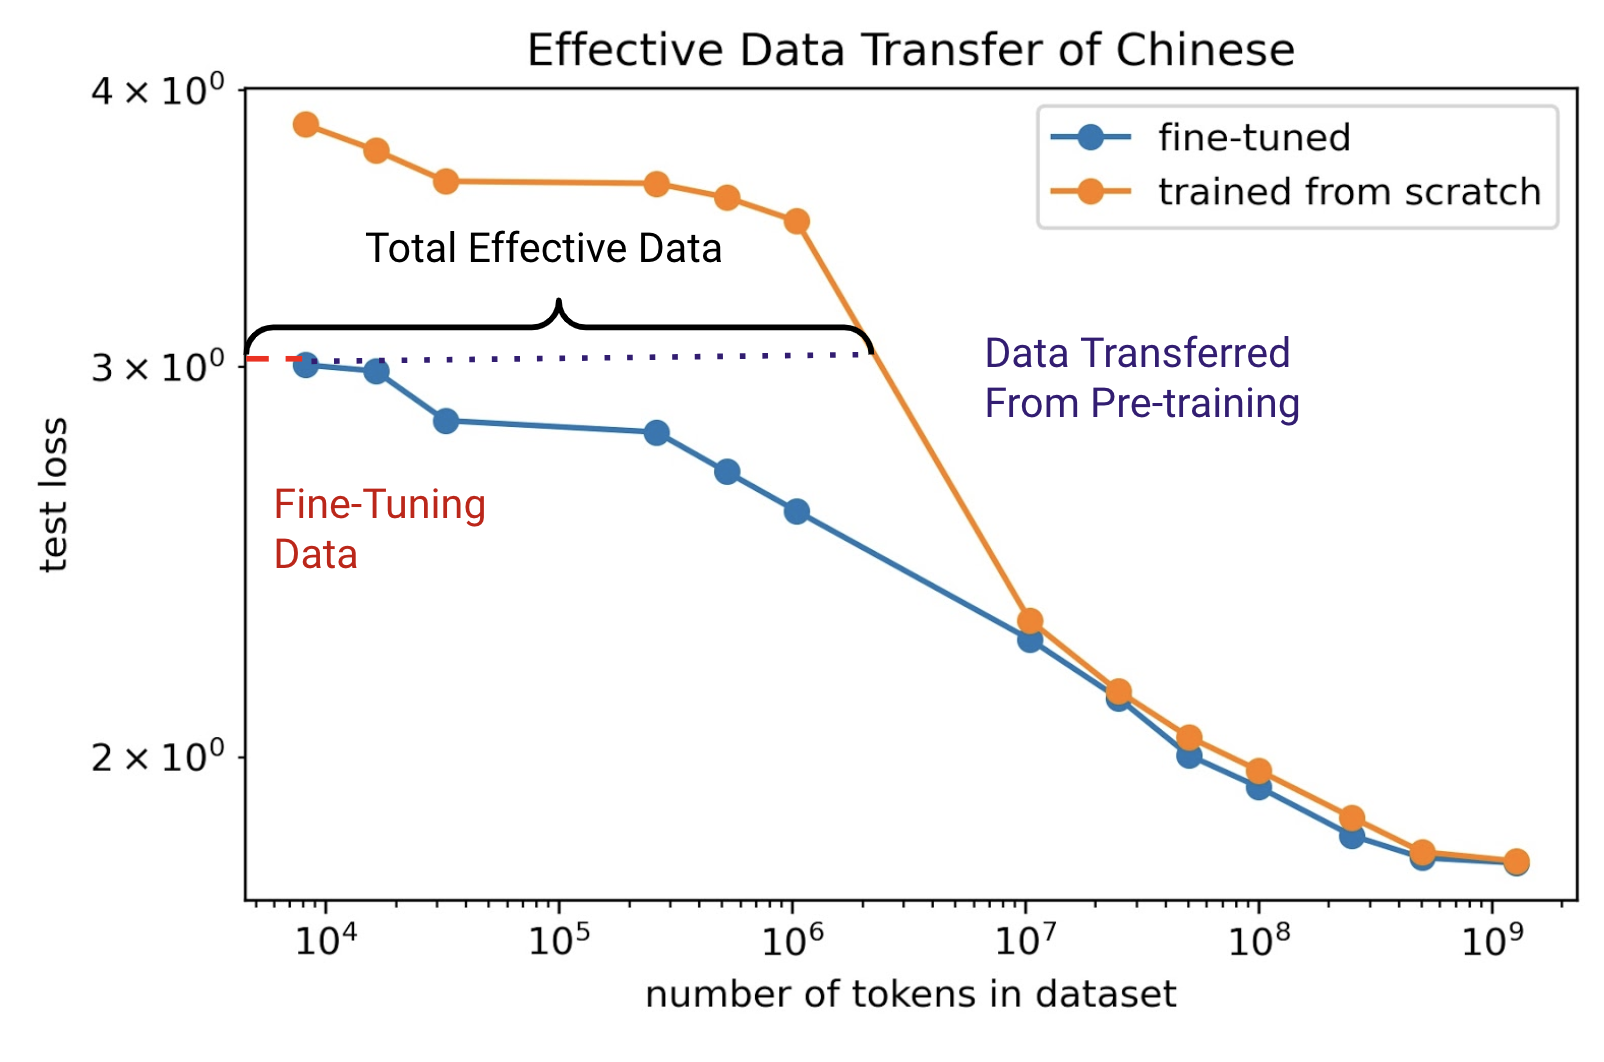 Effective Data Transfer of Chinese
4 × 10⁰
3 × 10⁰
2 × 10⁰
test loss
fine-tuned
trained from scratch
Total Effective Data
Data Transferred
From Pre-training
Fine-Tuning
Data
10⁴ 10⁵ 10⁶ 10⁷ 10⁸ 10⁹
number of tokens in dataset